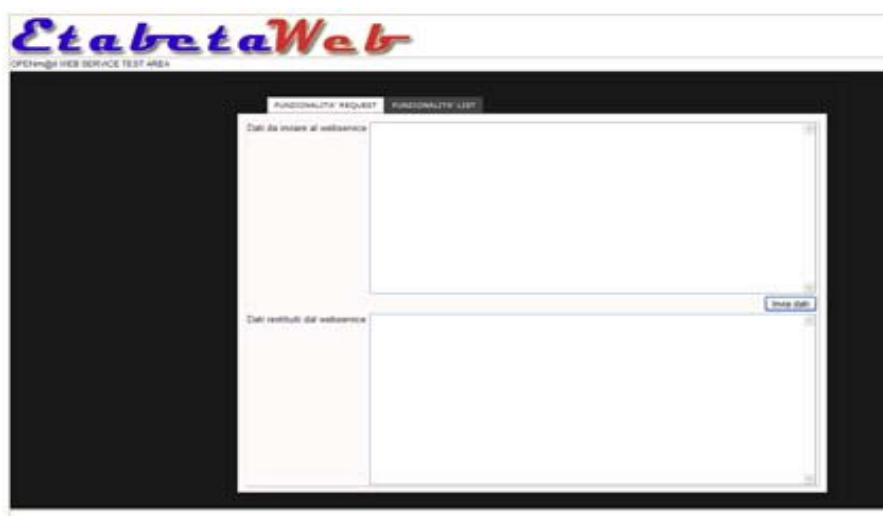 EtabetaWeb
OPENm@il WEB SERVICE TEST AREA
FUNZIONALITA' REQUEST FUNZIONALITA' LIST
Dati da inviare al webservice
Invia dati
Dati restituiti dal webservice